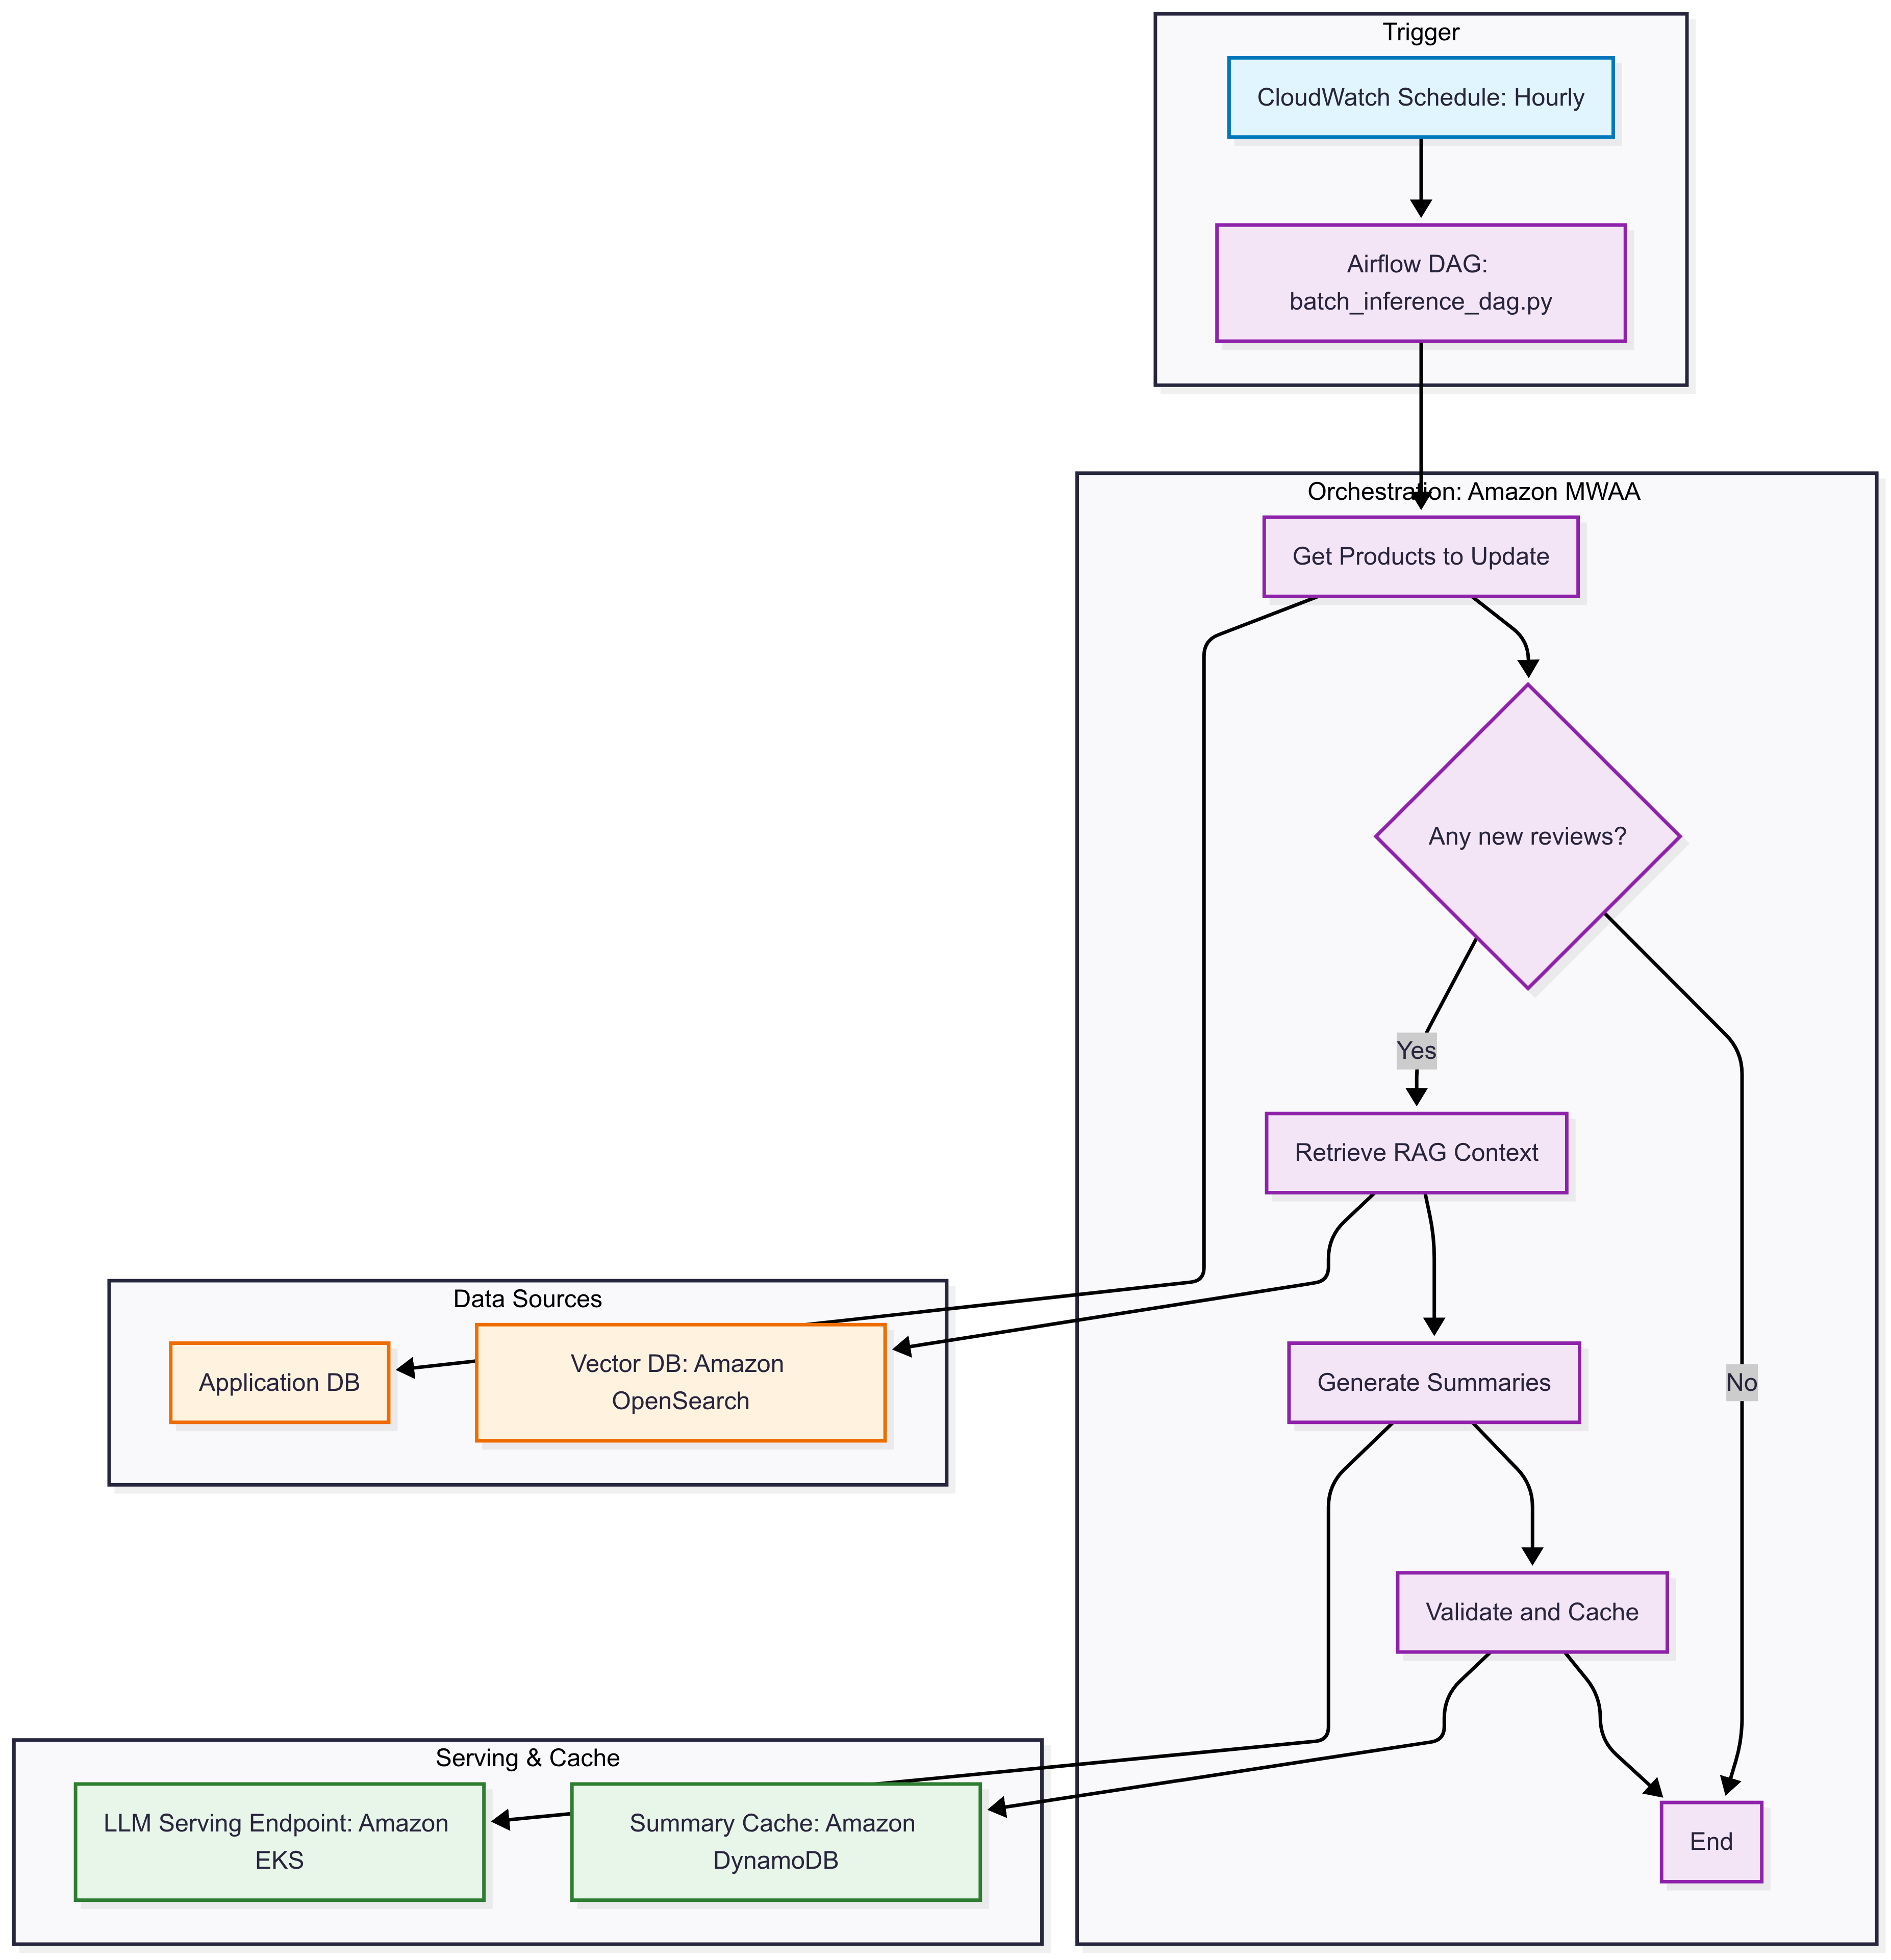 Trigger
CloudWatch Schedule: Hourly
Airflow DAG:
batch_inference_dag.py
Orchestration: Amazon MWAA
Get Products to Update
Any new reviews?
Yes
Retrieve RAG Context
Data Sources
Application DB
Vector DB: Amazon
OpenSearch
Generate Summaries
No
Validate and Cache
Serving & Cache
LLM Serving Endpoint: Amazon
EKS
Summary Cache: Amazon
DynamoDB
End